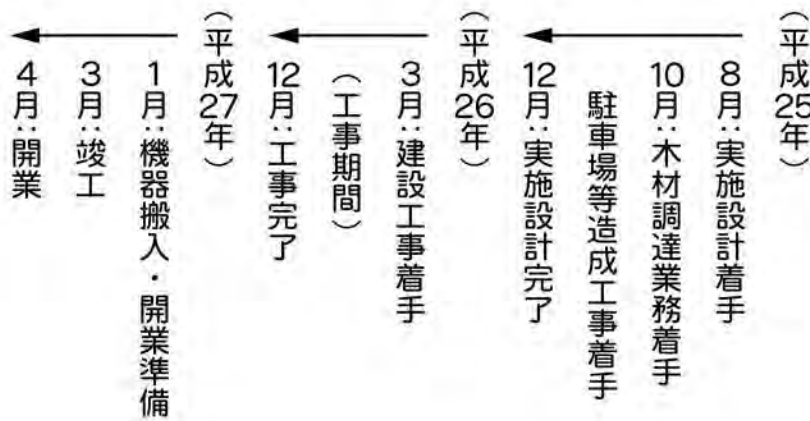 （平成25年）
8月：実施設計着手
10月：木材調達業務着手
駐車場等造成工事着手
12月：実施設計完了
（平成26年）
3月：建設工事着手
（工事期間）
12月：工事完了
（平成27年）
1月：機器搬入・開業準備
3月：竣工
4月：開業